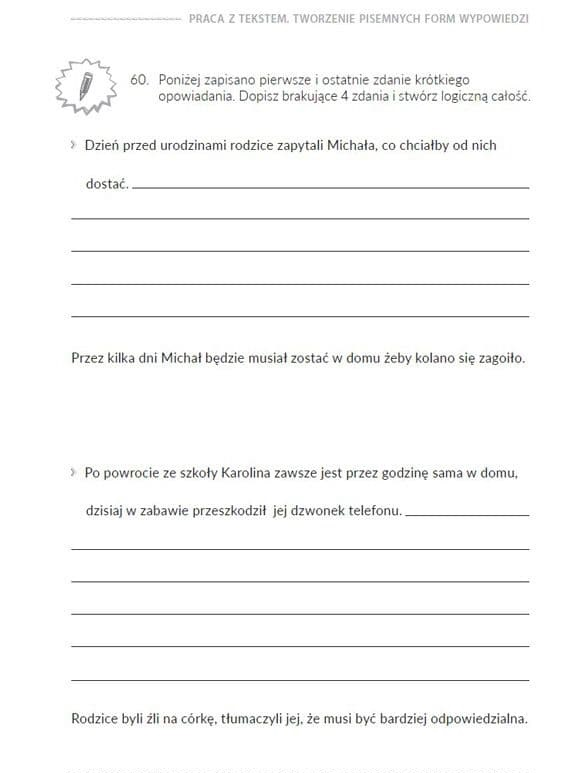 PRACA Z TEKSTEM. TWORZENIE PISEMNYCH FORM WYPOWIEDZI
60. Poniżej zapisano pierwsze i ostatnie zdanie krótkiego
opowiadania. Dopisz brakujące 4 zdania i stwórz logiczną całość.
Dzień przed urodzinami rodzice zapytali Michała, co chciałby od nich
dostać.
Przez kilka dni Michał będzie musiał zostać w domu żeby kolano się zagoiło.
Po powrocie ze szkoły Karolina zawsze jest przez godzinę sama w domu,
dzisiaj w zabawie przeszkodził jej dzwonek telefonu.
Rodzice byli źli na córkę, tłumaczyli jej, że musi być bardziej odpowiedzialna.